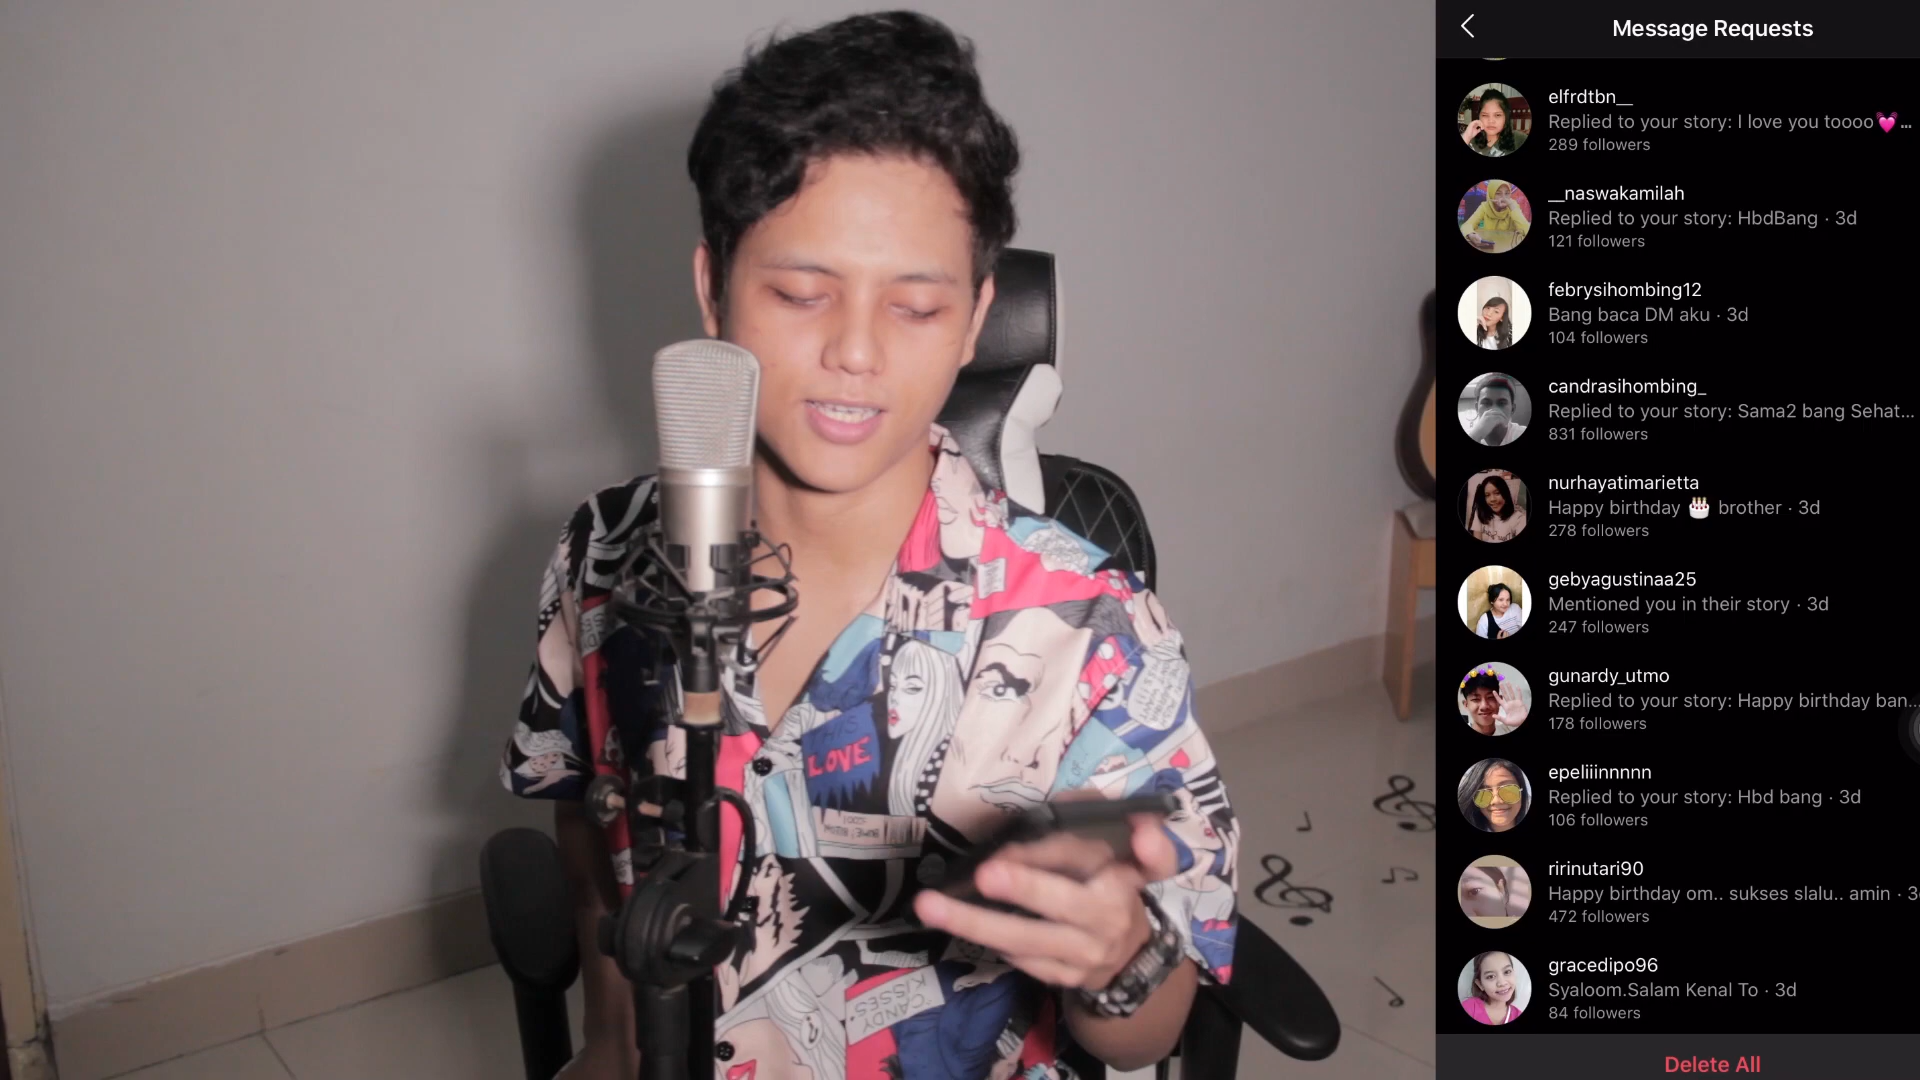 Message Requests
elfrdtbn__
Replied to your story: I love you toooo💓...
289 followers
__naswakamilah
Replied to your story: HbdBang · 3d
121 followers
febrysihombing12
Bang baca DM aku · 3d
104 followers
candrasihombing_
Replied to your story: Sama2 bang Sehat...
831 followers
nurhayatimarietta
Happy birthday 🎂 brother · 3d
278 followers
gebyagustinaa25
Mentioned you in their story · 3d
247 followers
gunardy_utmo
Replied to your story: Happy birthday ban...
178 followers
epeliiinnnnn
Replied to your story: Hbd bang · 3d
106 followers
ririnutari90
Happy birthday om.. sukses slalu.. amin · 3d
472 followers
gracedipo96
Syaloom.Salam Kenal To · 3d
84 followers
Delete All
THIS
LOVE
CANDY
KISSES